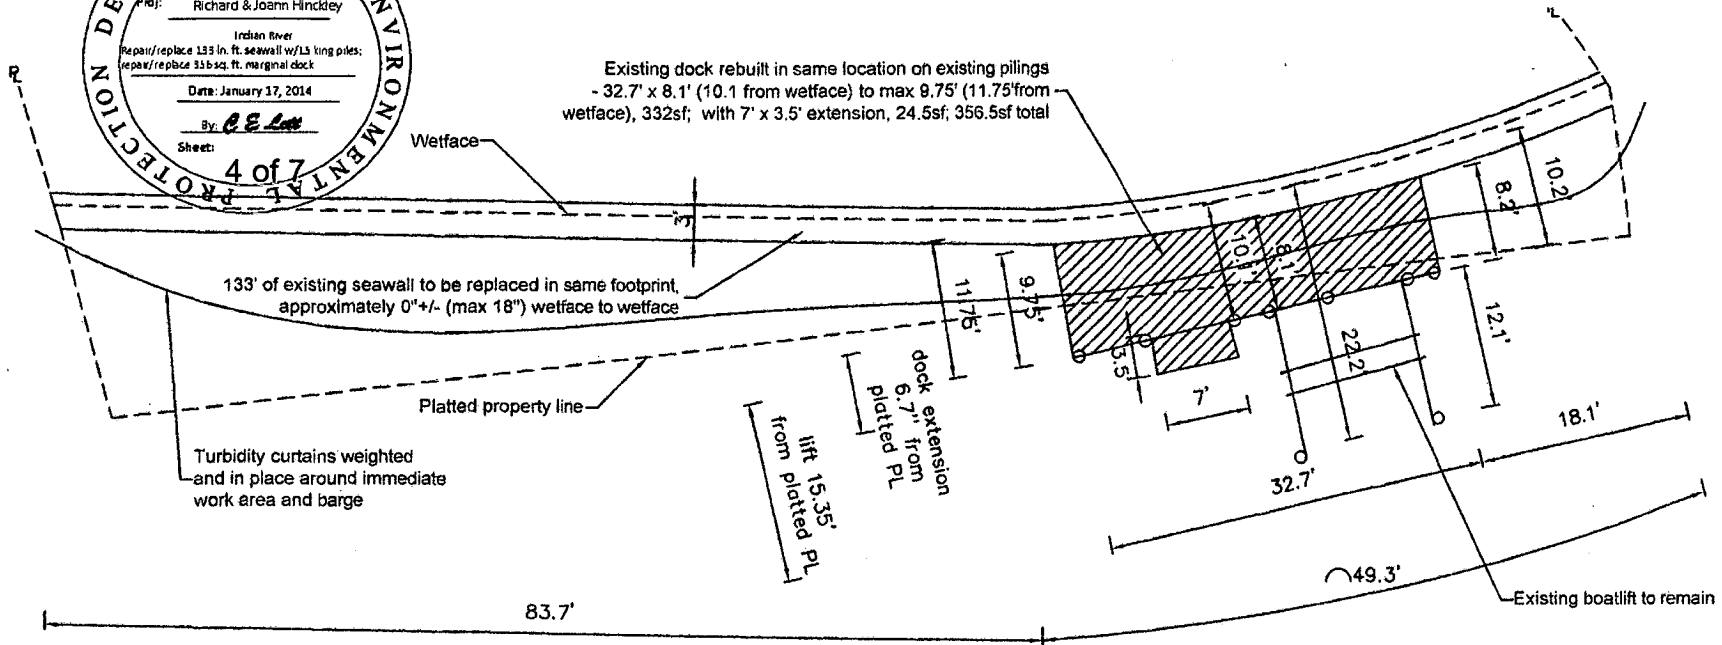 Proj:
Richard & Joann Hinckley
Indian River
Repair/replace 133 ln. ft. seawall w/15 king piles;
repair/replace 356 sq. ft. marginal dock
Date: January 17, 2014
By: C E Lott
Sheet:
4 of 7
PROTECTION DE
NVIRONMENTAL
PL
Wetface
Existing dock rebuilt in same location on existing pilings
- 32.7' x 8.1' (10.1 from wetface) to max 9.75' (11.75'from
wetface), 332sf; with 7' x 3.5' extension, 24.5sf; 356.5sf total
133' of existing seawall to be replaced in same footprint,
approximately 0"+/- (max 18") wetface to wetface
Platted property line
Turbidity curtains weighted
and in place around immediate
work area and barge
3'
11.75'
9.75'
3.5'
7'
10.1'
8.1'
22.2'
8.2'
10.2'
12.1'
dock extension
6.7" from
platted PL
lift 15.35'
from platted PL
32.7'
18.1'
49.3'
83.7'
Existing boatlift to remain